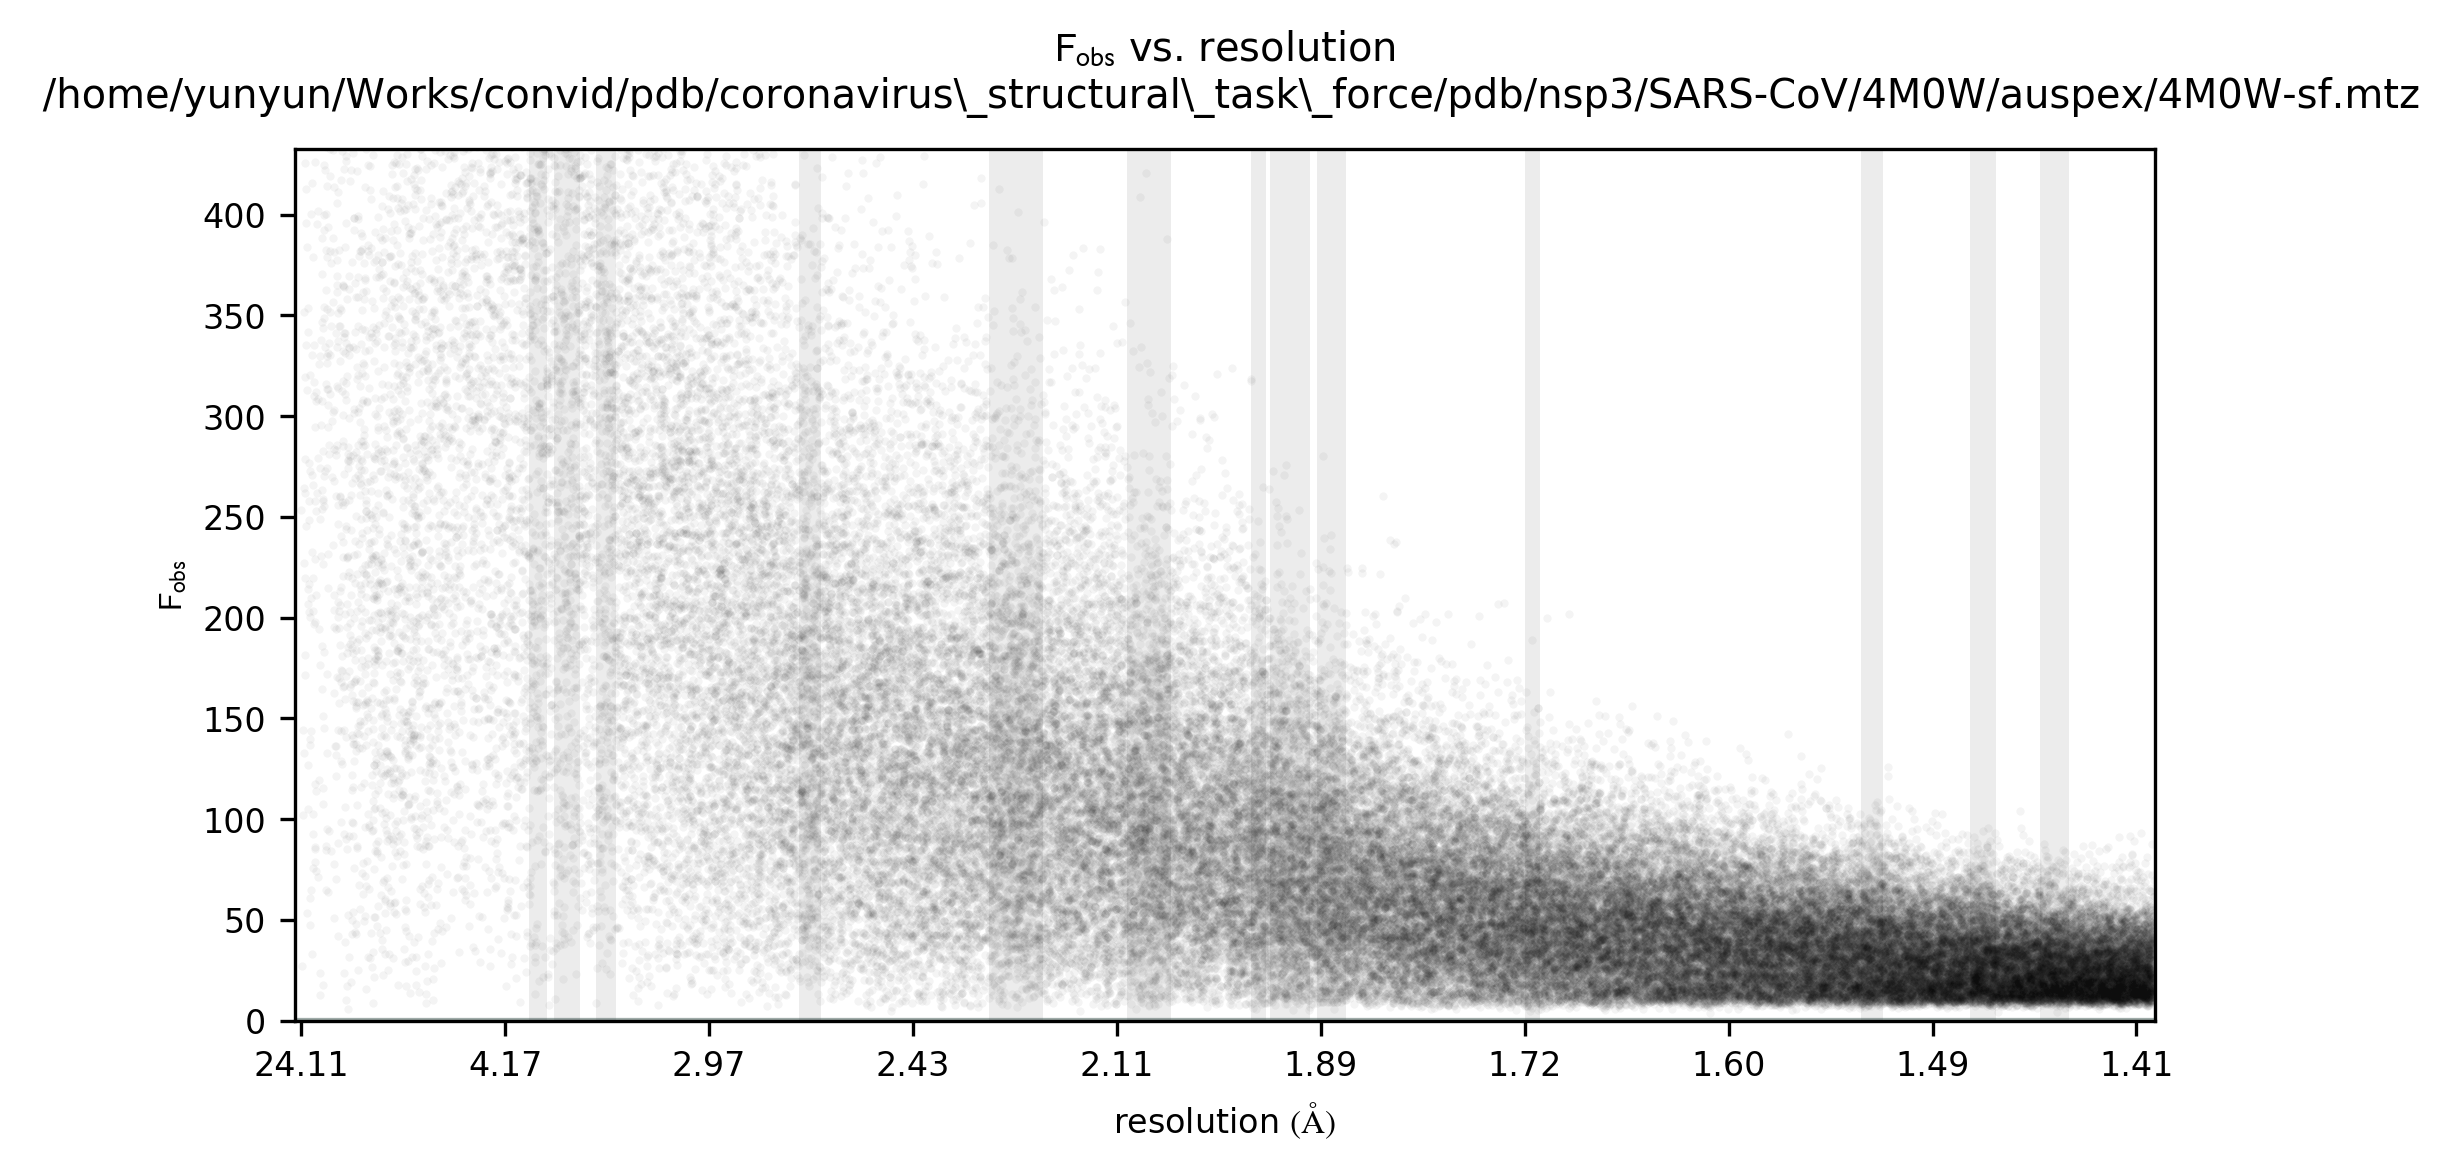 F_obs vs. resolution
/home/yunyun/Works/convid/pdb/coronavirus\_structural\_task\_force/pdb/nsp3/SARS-CoV/4M0W/auspex/4M0W-sf.mtz
400
350
300
250
200
150
100
50
0
F_obs
24.11 4.17 2.97 2.43 2.11 1.89 1.72 1.60 1.49 1.41
resolution (Å)